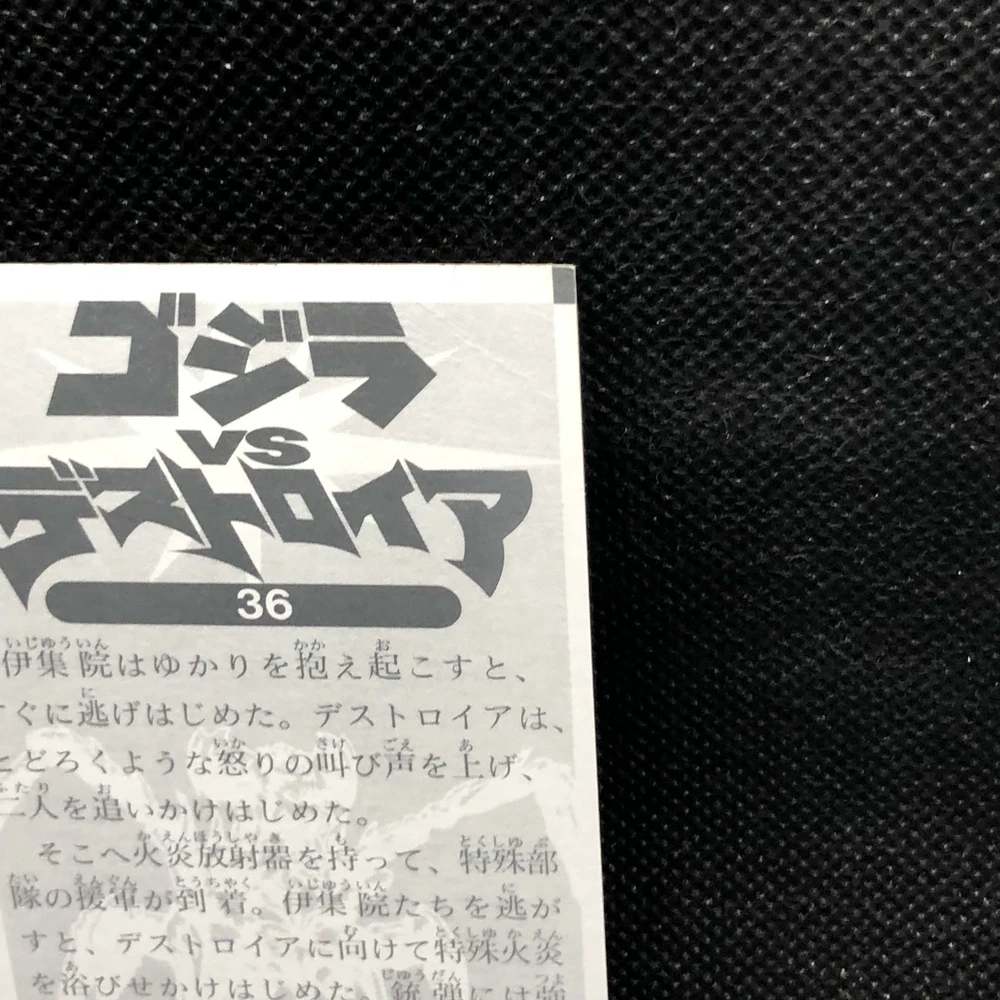 ゴジラ
VS
デストロイア
36
伊集院はゆかりを抱え起こすと、
すぐに逃げはじめた。デストロイアは、
とどろくような怒りの叫び声を上げ、
二人を追いかけはじめた。
そこへ火炎放射器を持って、特殊部
隊の援軍が到着。伊集院たちを逃が
すと、デストロイアに向けて特殊火炎
を浴びせかけはじめた。銃弾には強